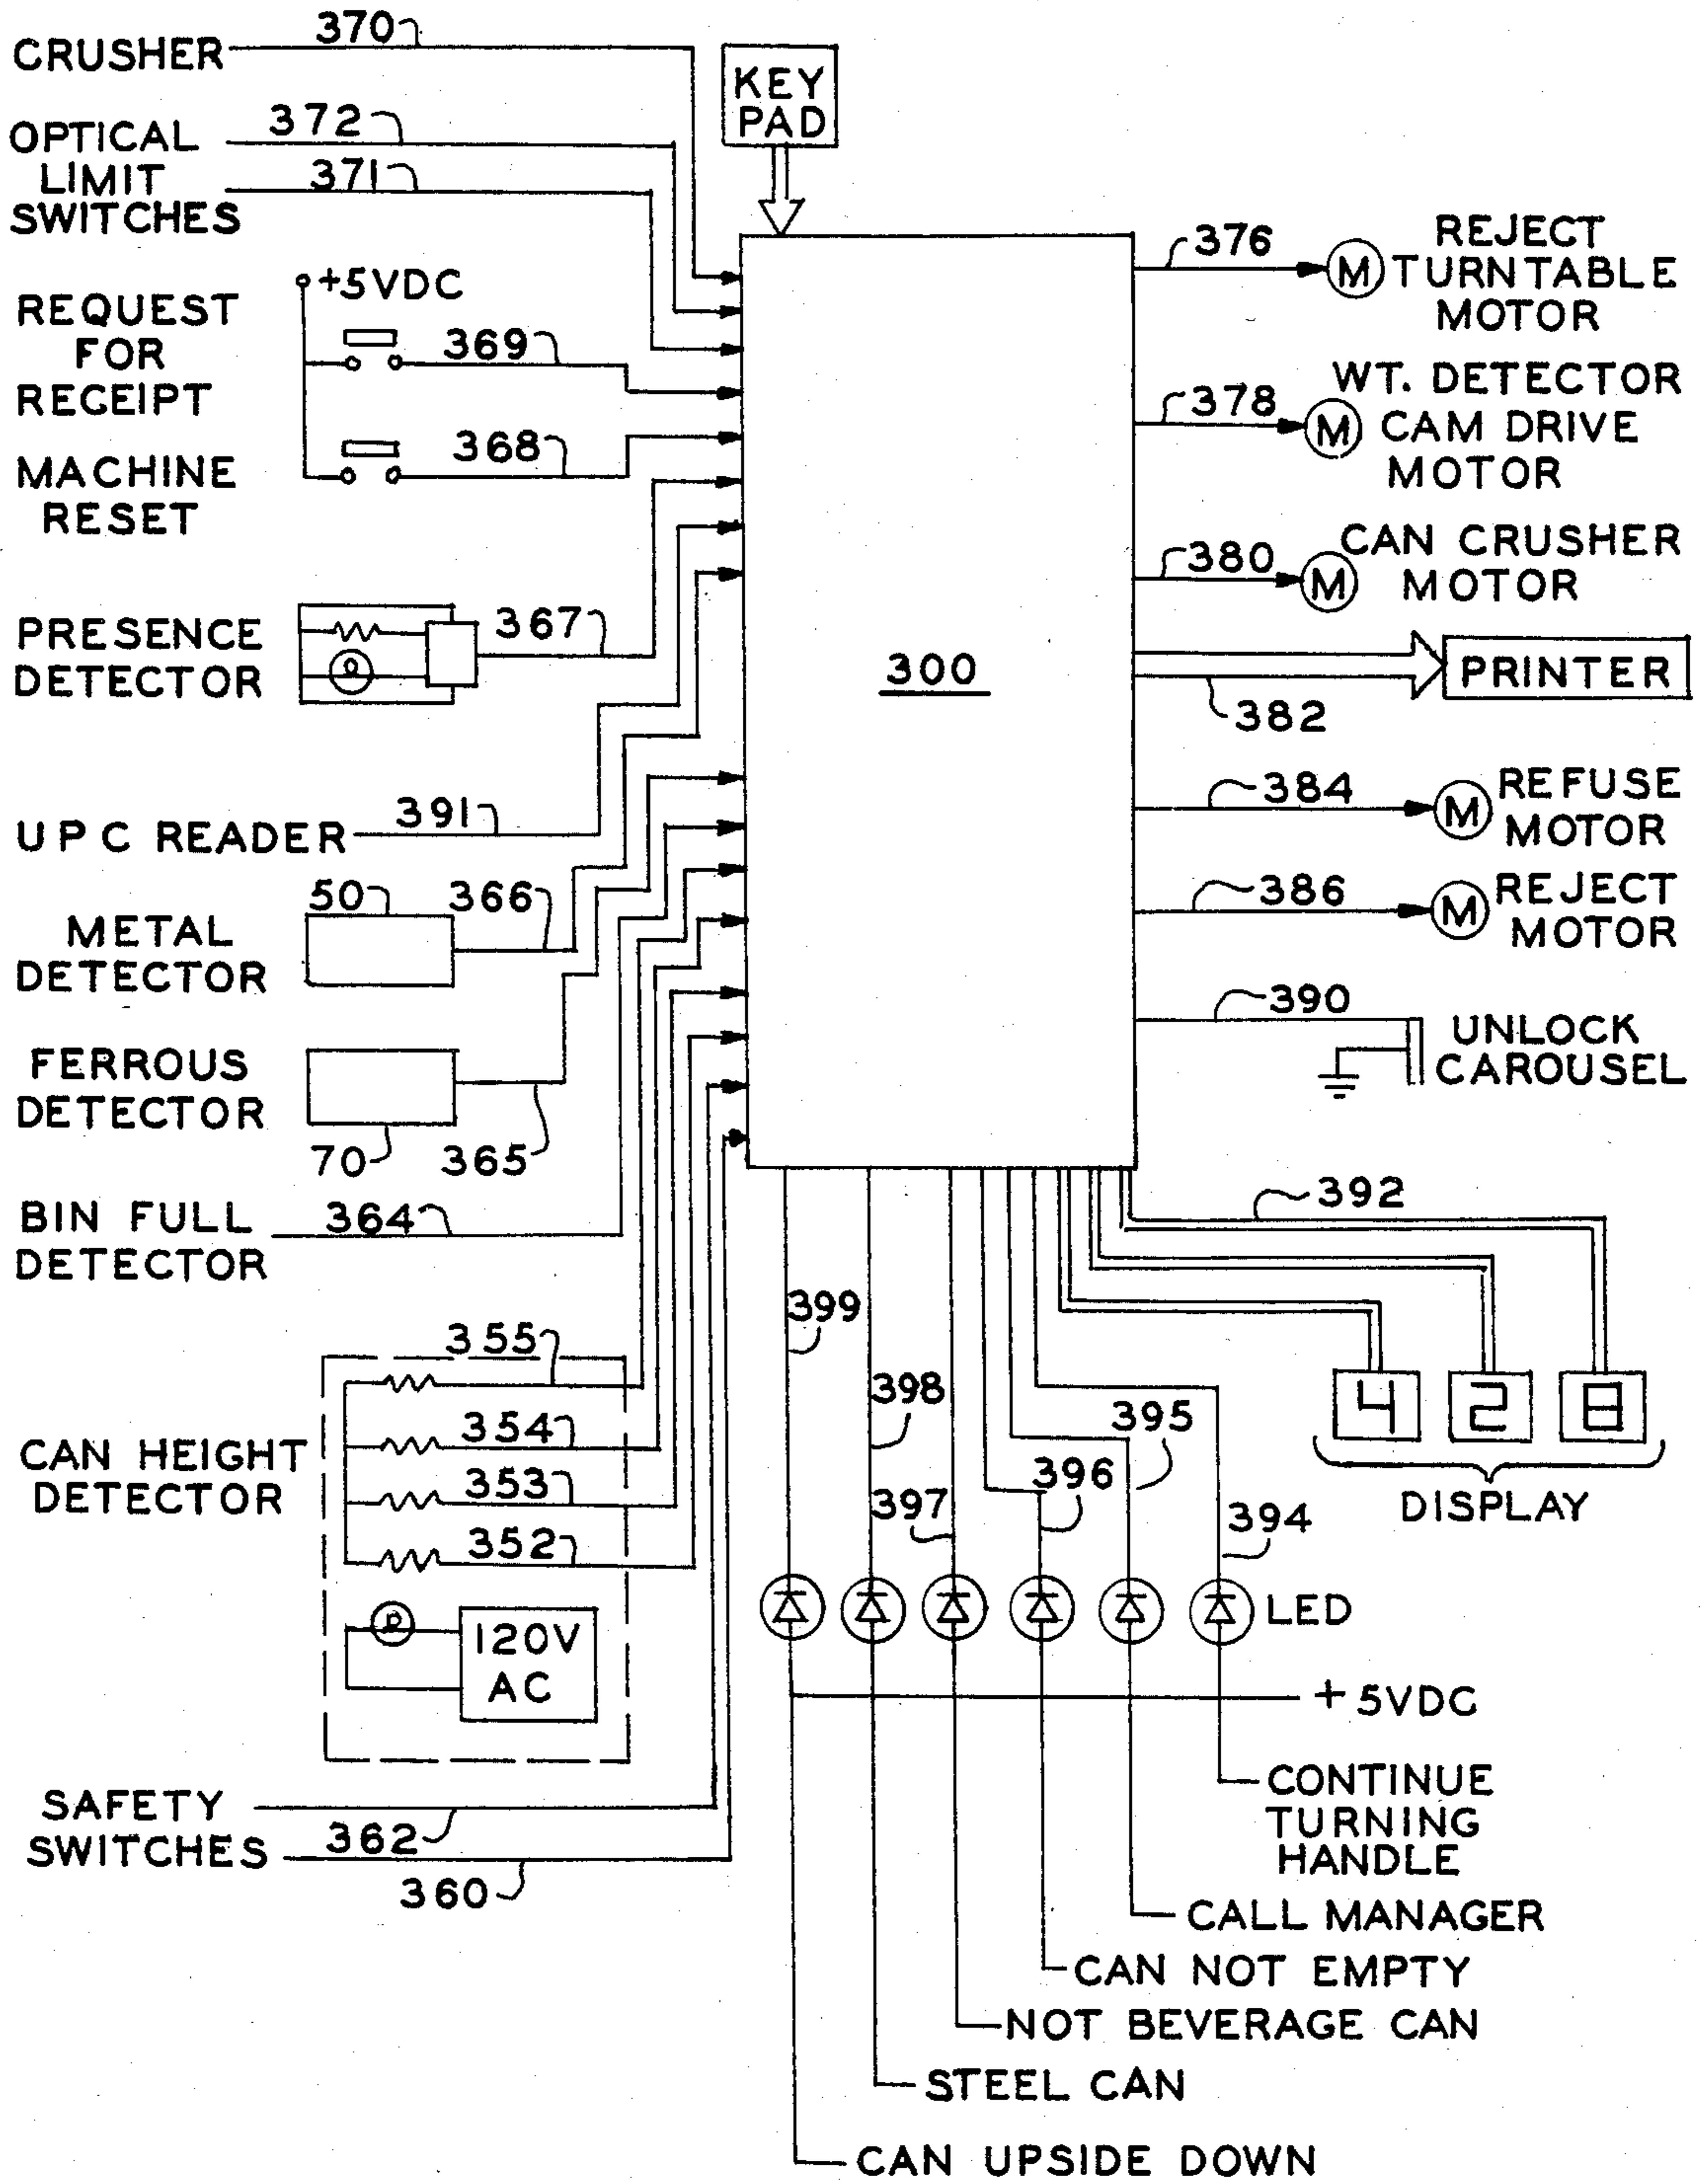 CRUSHER
370
OPTICAL
LIMIT
SWITCHES
372
371
KEY
PAD
+5VDC
REQUEST
FOR
RECEIPT
369
MACHINE
RESET
368
PRESENCE
DETECTOR
367
UPC READER
391
METAL
DETECTOR
50
366
FERROUS
DETECTOR
70
365
BIN FULL
DETECTOR
364
CAN HEIGHT
DETECTOR
355
354
353
352
120V
AC
SAFETY
SWITCHES
362
360
300
376
M
REJECT
TURNTABLE
MOTOR
378
M
WT. DETECTOR
CAM DRIVE
MOTOR
380
M
CAN CRUSHER
MOTOR
382
PRINTER
384
M
REFUSE
MOTOR
386
M
REJECT
MOTOR
390
UNLOCK
CAROUSEL
392
4 2 8
DISPLAY
399
398
397
396
395
394
LED
+5VDC
CONTINUE
TURNING
HANDLE
CALL MANAGER
CAN NOT EMPTY
NOT BEVERAGE CAN
STEEL CAN
CAN UPSIDE DOWN